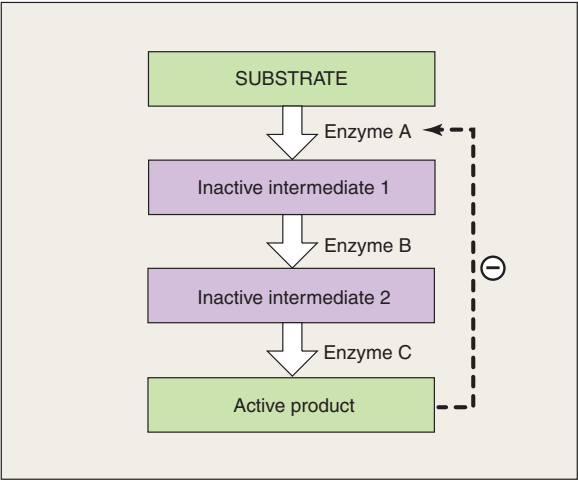 SUBSTRATE
Enzyme A
Inactive intermediate 1
Enzyme B
Inactive intermediate 2
Enzyme C
Active product